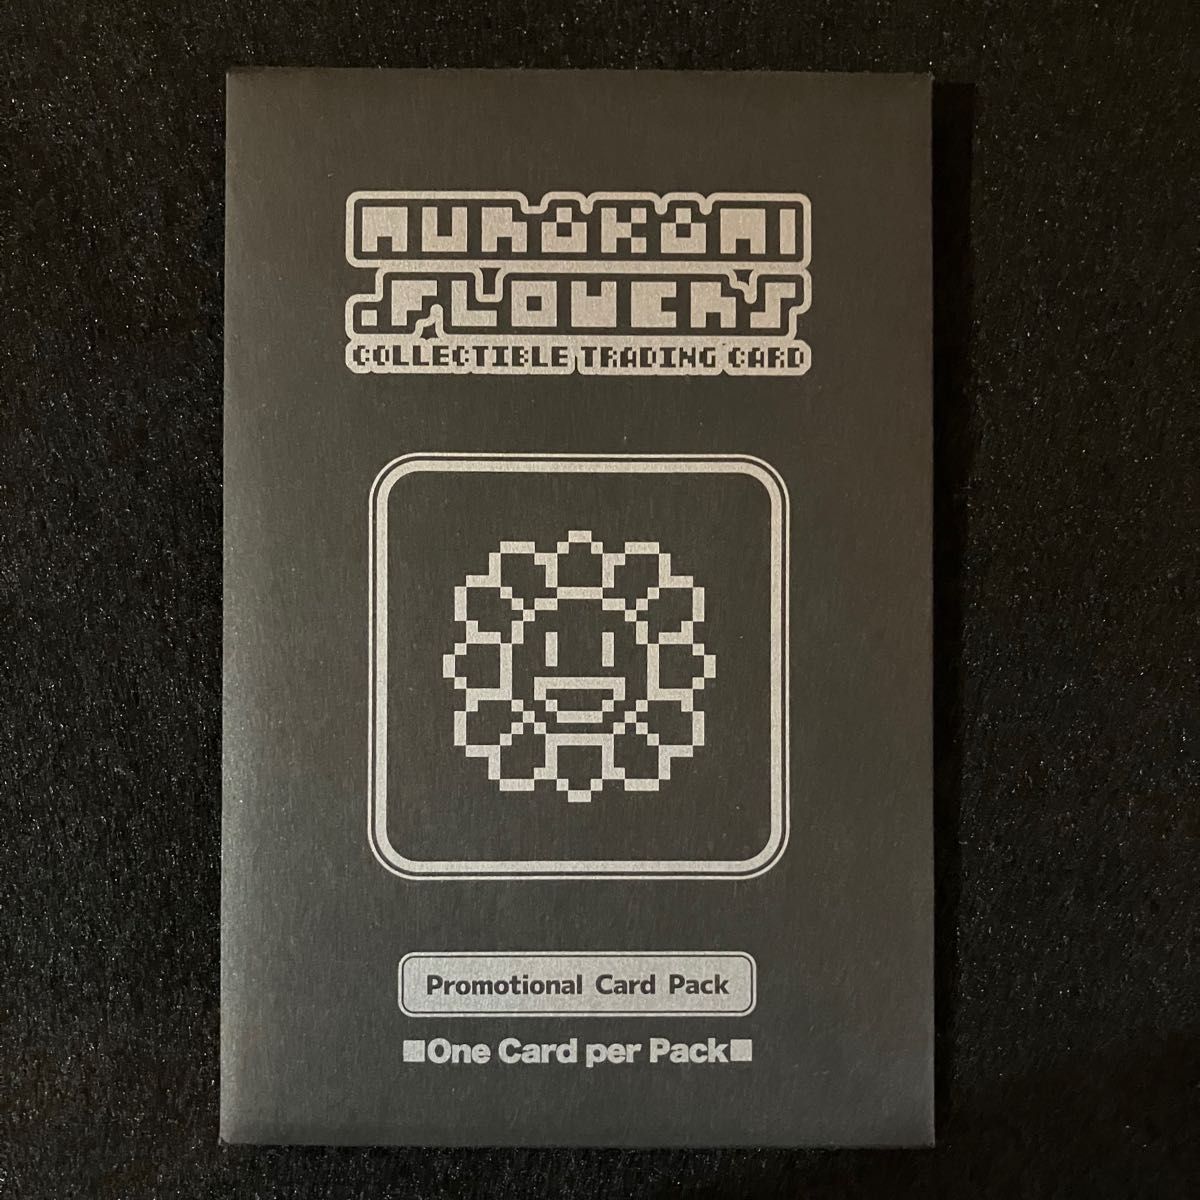 MURAKAMI
.FLOWERS
COLLECTIBLE TRADING CARD
Promotional Card Pack
■One Card per Pack■